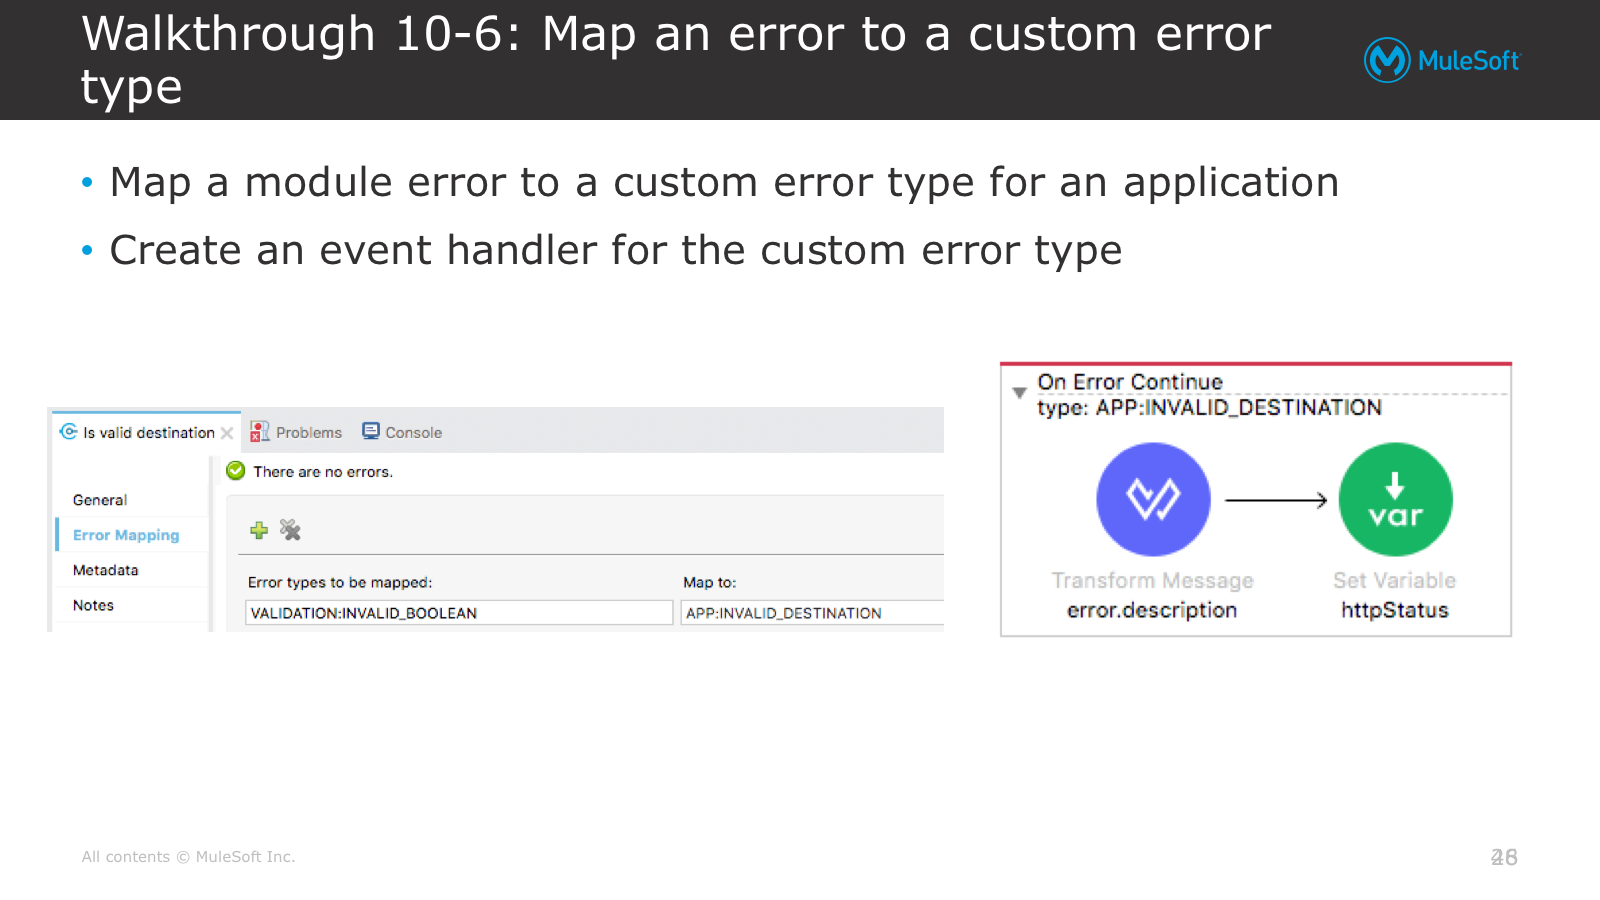 Walkthrough 10-6: Map an error to a custom error
type
MuleSoft
• Map a module error to a custom error type for an application
• Create an event handler for the custom error type
Is valid destination
Problems
Console
There are no errors.
General
Error Mapping
Metadata
Notes
Error types to be mapped:
Map to:
VALIDATION:INVALID_BOOLEAN
APP:INVALID_DESTINATION
On Error Continue
type: APP:INVALID_DESTINATION
var
Transform Message
error.description
Set Variable
httpStatus
All contents © MuleSoft Inc.